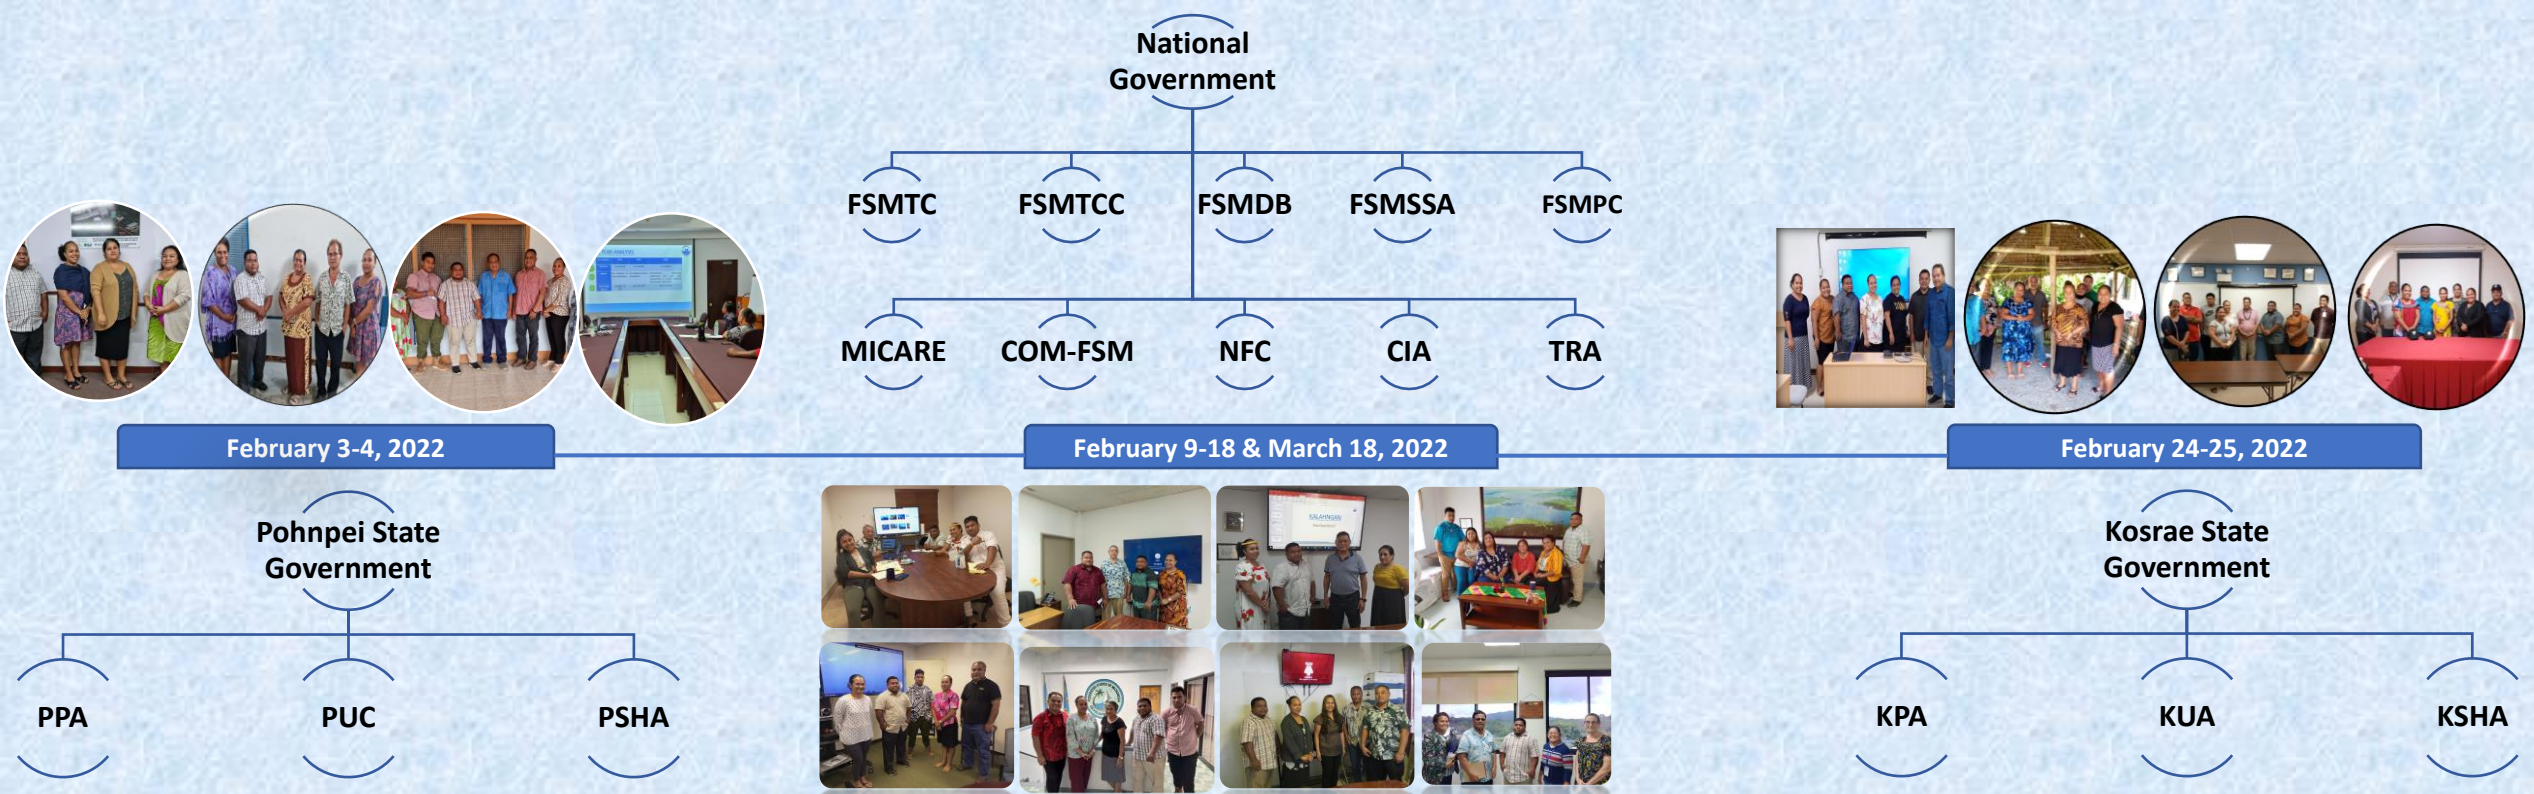 National
Government
FSMTC
FSMTCC
FSMDB
FSMSSA
FSMPC
MICARE
COM-FSM
NFC
CIA
TRA
February 3-4, 2022
February 9-18 & March 18, 2022
February 24-25, 2022
Pohnpei State
Government
PPA
PUC
PSHA
KALAHNGAN
Kosrae State
Government
KPA
KUA
KSHA